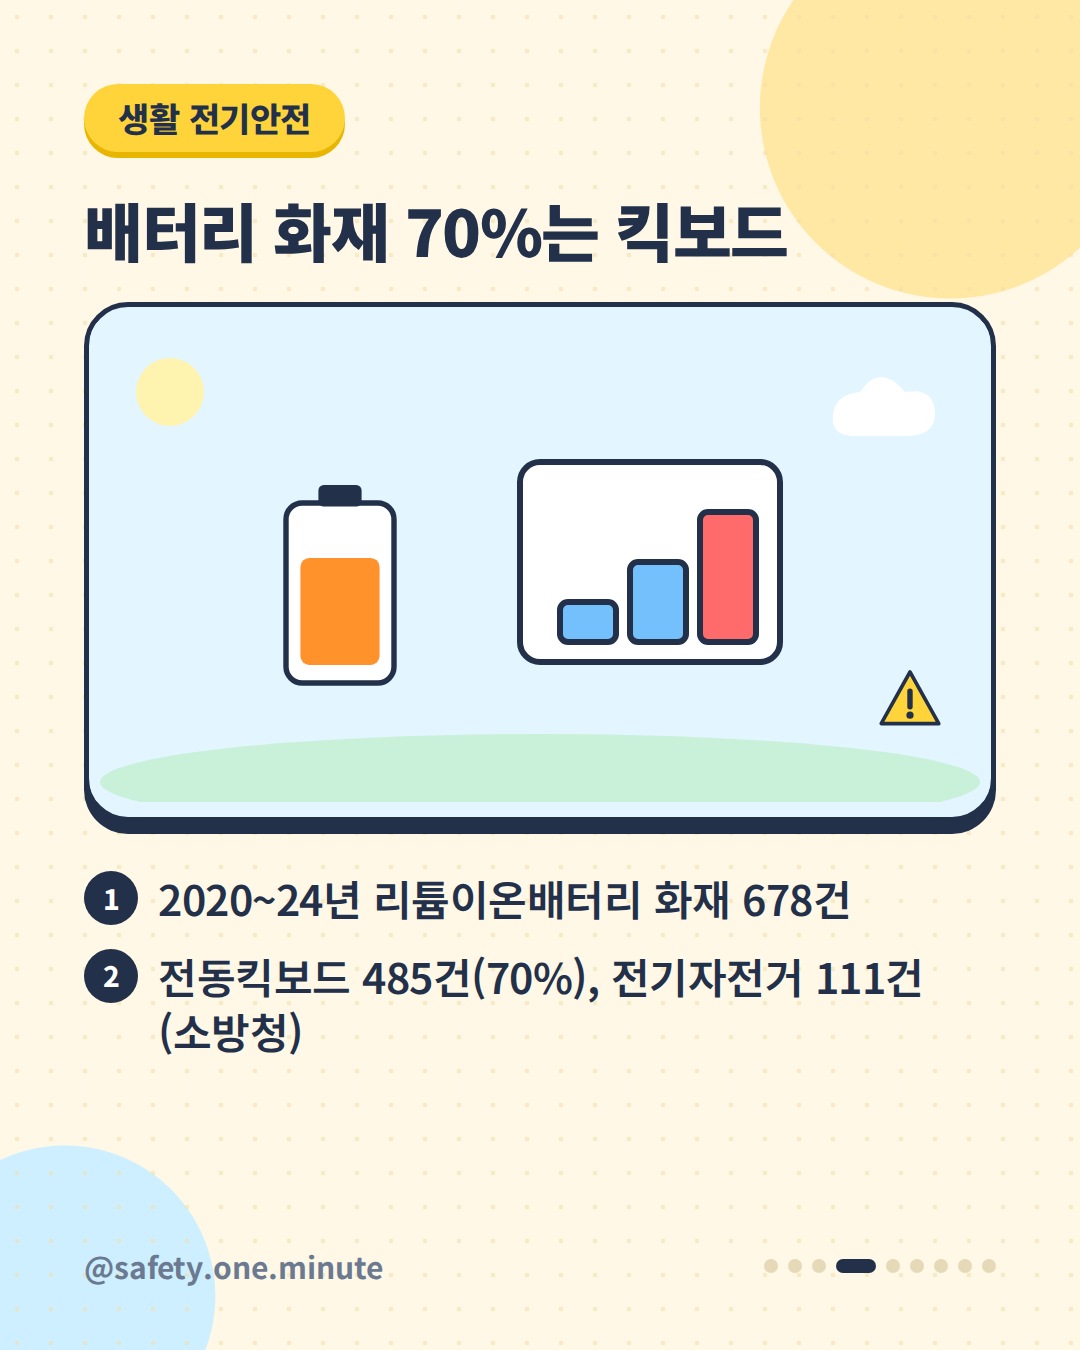 생활 전기안전
배터리 화재 70%는 킥보드
1 2020~24년 리튬이온배터리 화재 678건
2 전동킥보드 485건(70%), 전기자전거 111건
(소방청)
@safety.one.minute